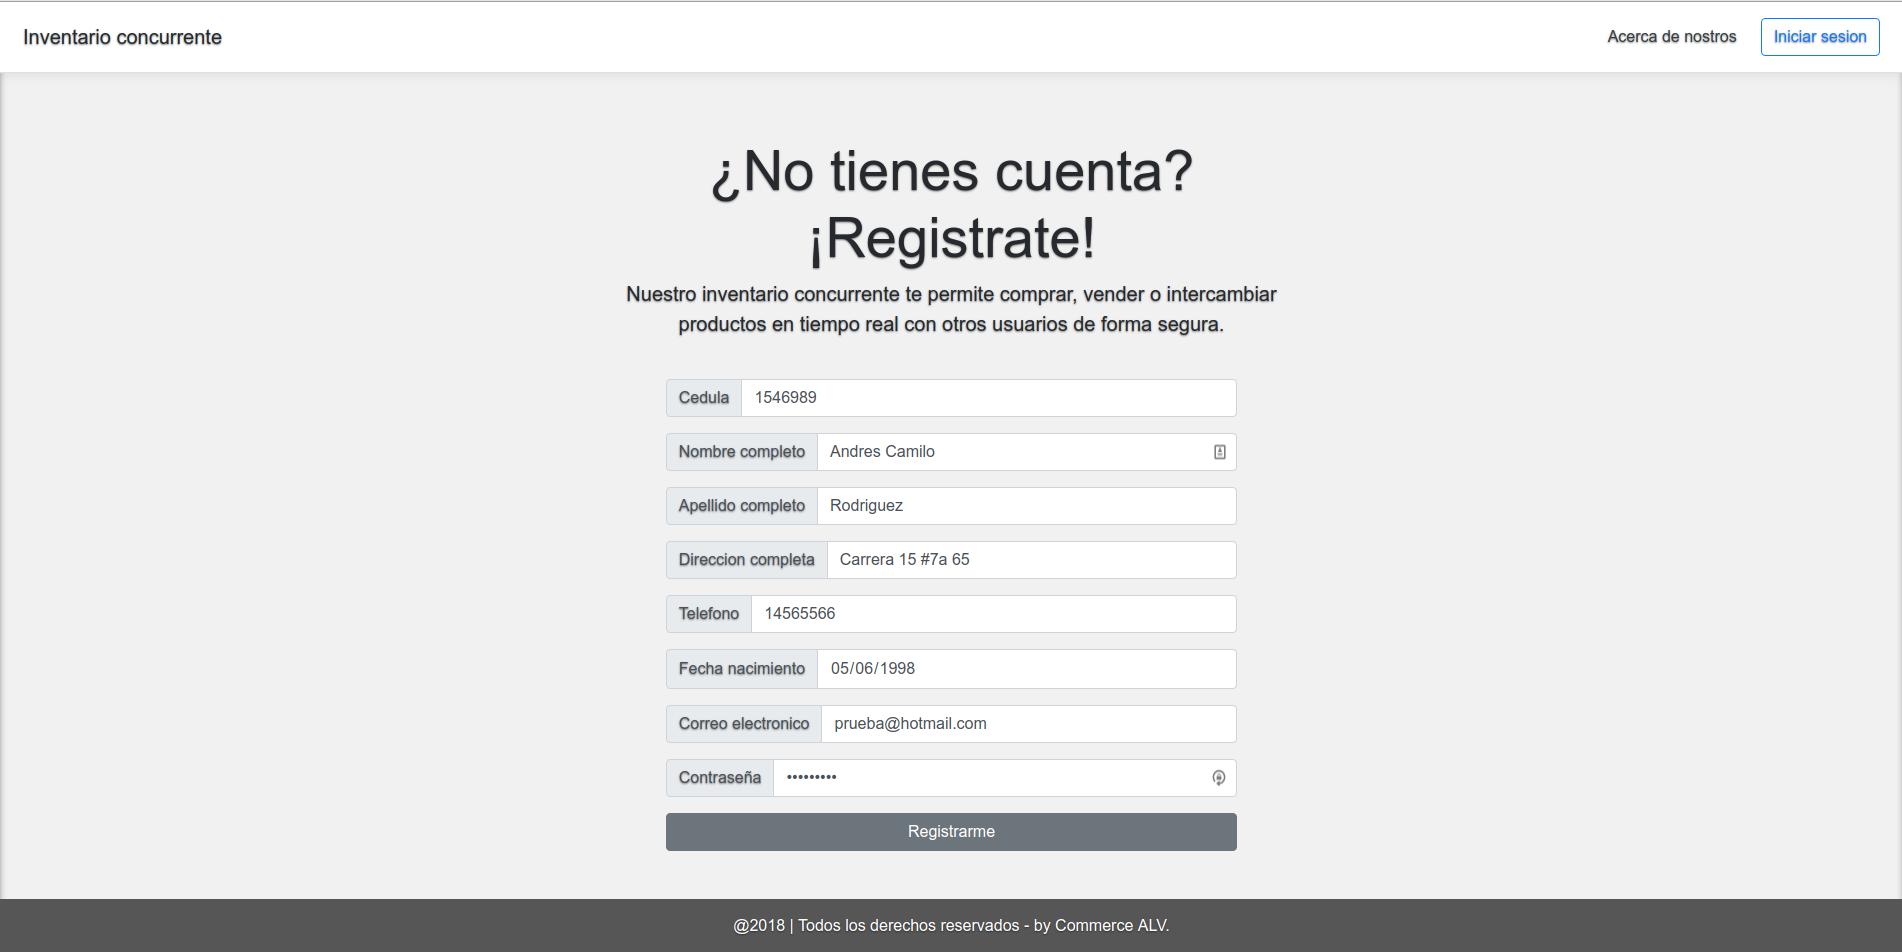 Inventario concurrente
Acerca de nostros
Iniciar sesion
¿No tienes cuenta?
¡Registrate!
Nuestro inventario concurrente te permite comprar, vender o intercambiar
productos en tiempo real con otros usuarios de forma segura.
Cedula 1546989
Nombre completo Andres Camilo
Apellido completo Rodriguez
Direccion completa Carrera 15 #7a 65
Telefono 14565566
Fecha nacimiento 05/06/1998
Correo electronico prueba@hotmail.com
Contraseña •••••••••
Registrarme
@2018 | Todos los derechos reservados - by Commerce ALV.